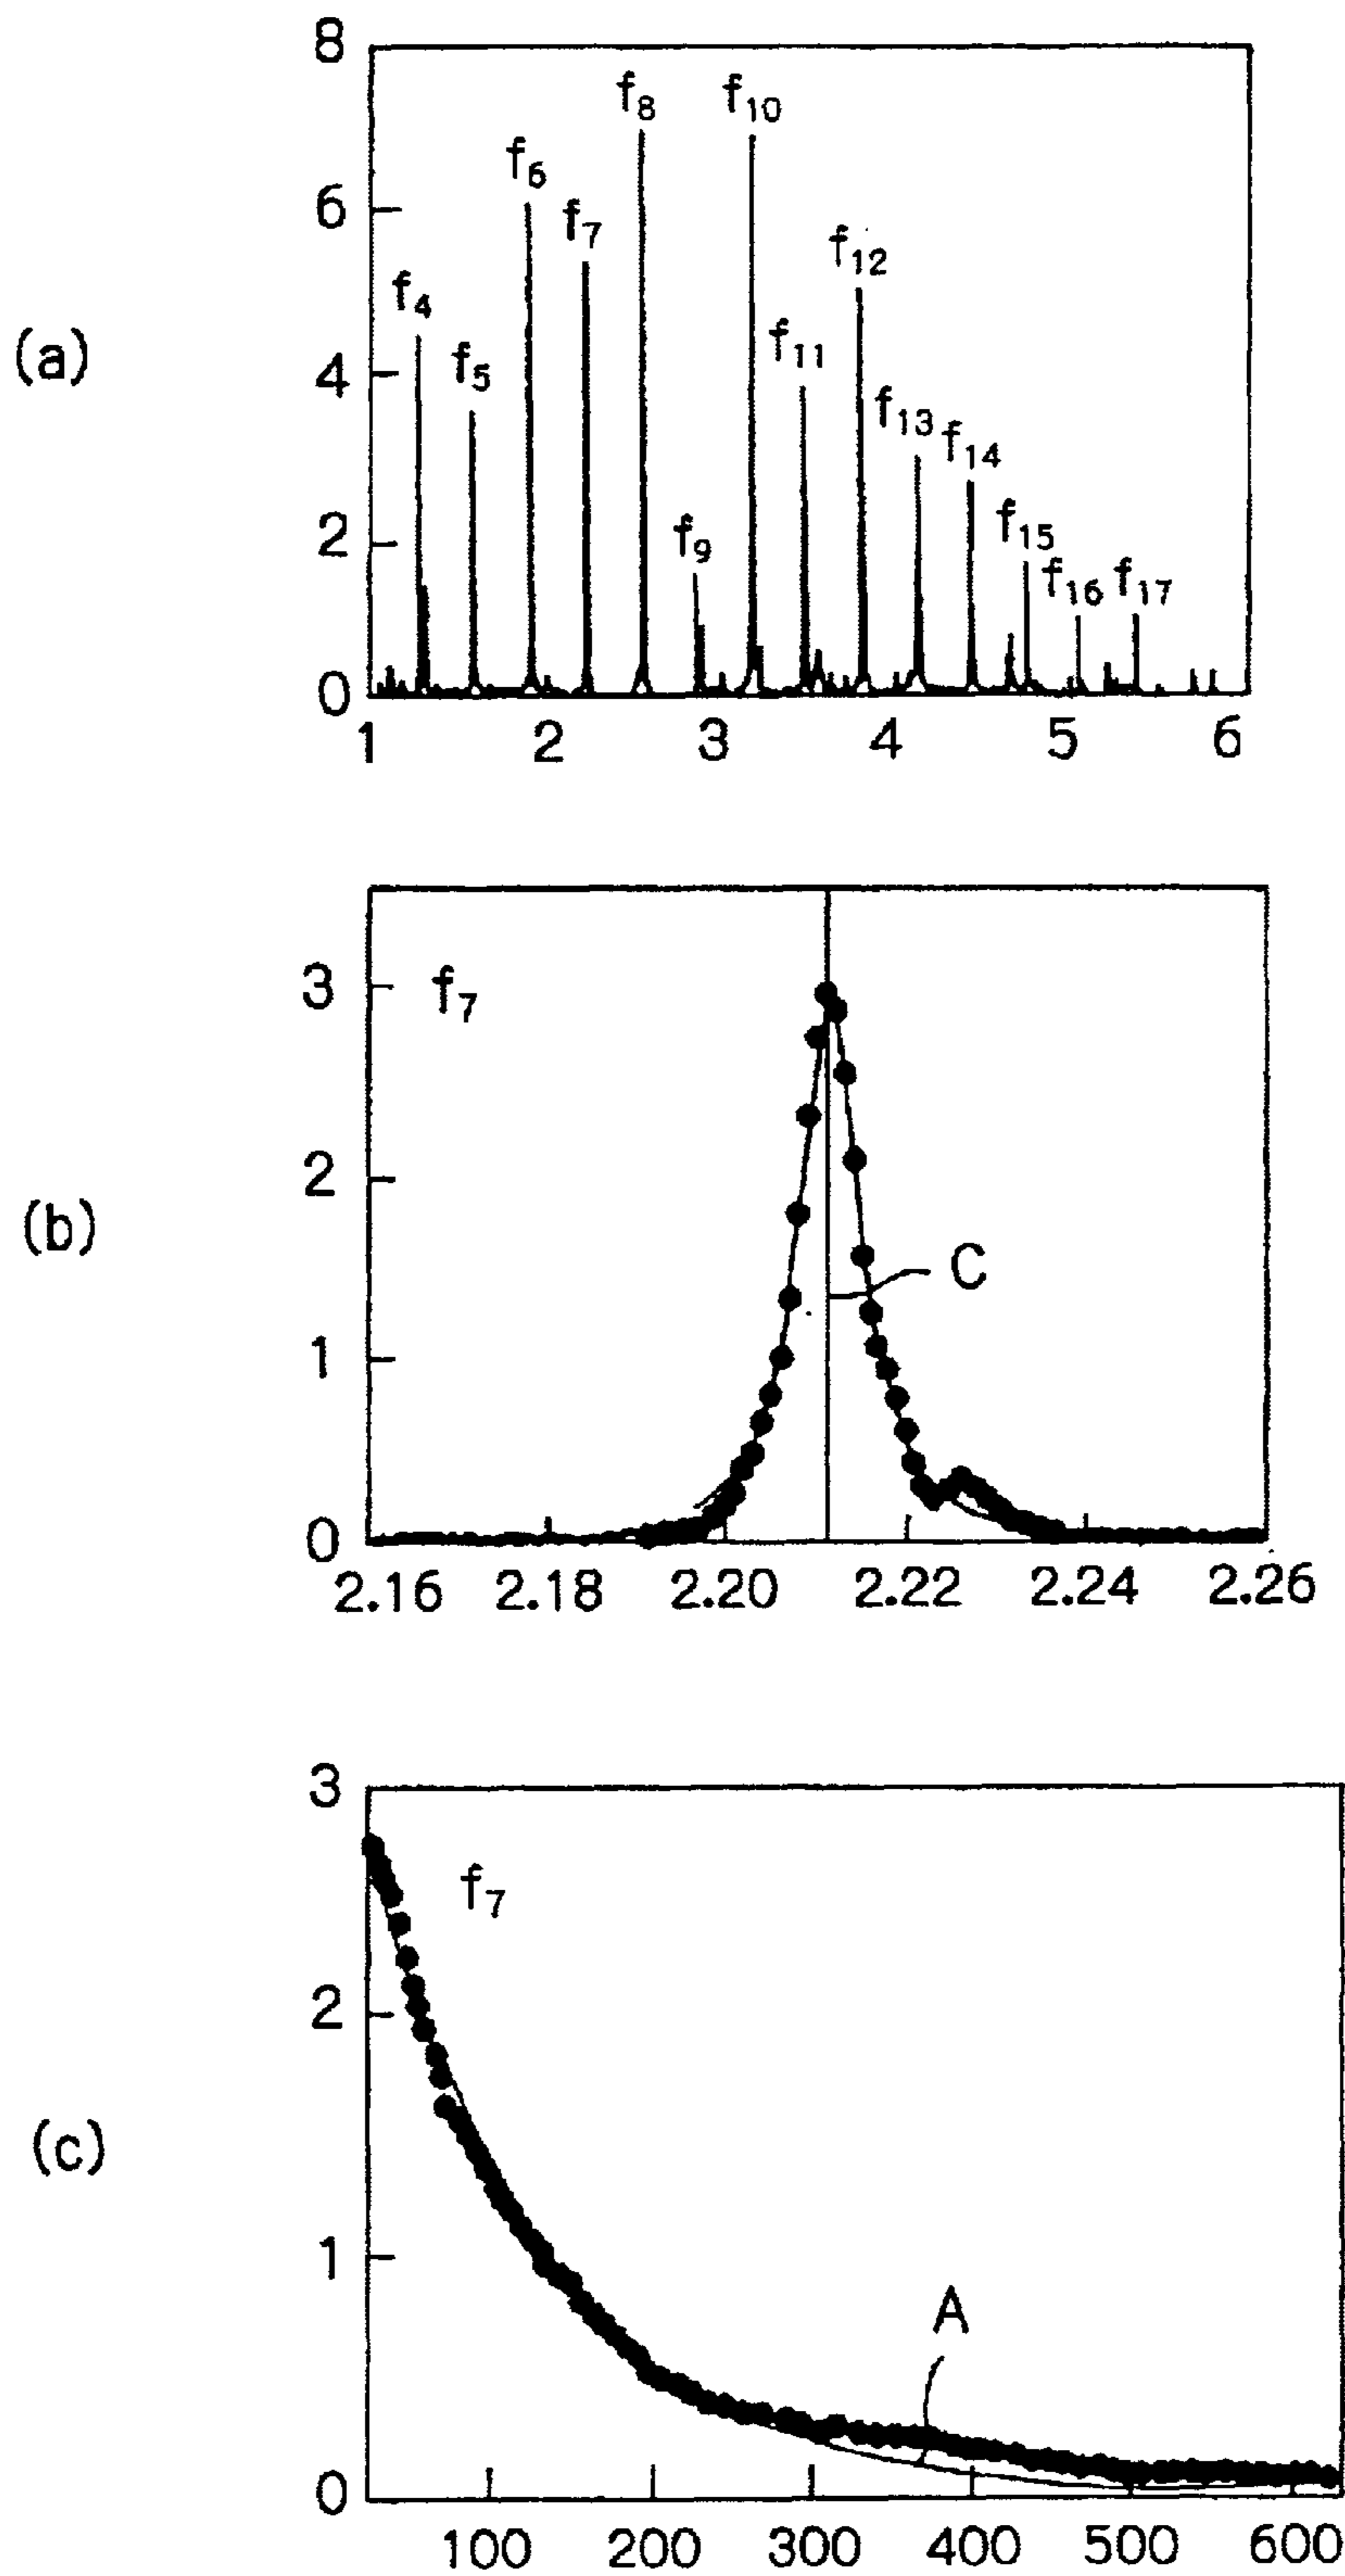 (a)
8
6
4
2
0
f4
f5
f6
f7
f8
f9
f10
f11
f12
f13
f14
f15
f16
f17
1 2 3 4 5 6
(b)
3
2
1
0
f7
C
2.16 2.18 2.20 2.22 2.24 2.26
(c)
3
2
1
0
f7
A
100 200 300 400 500 600